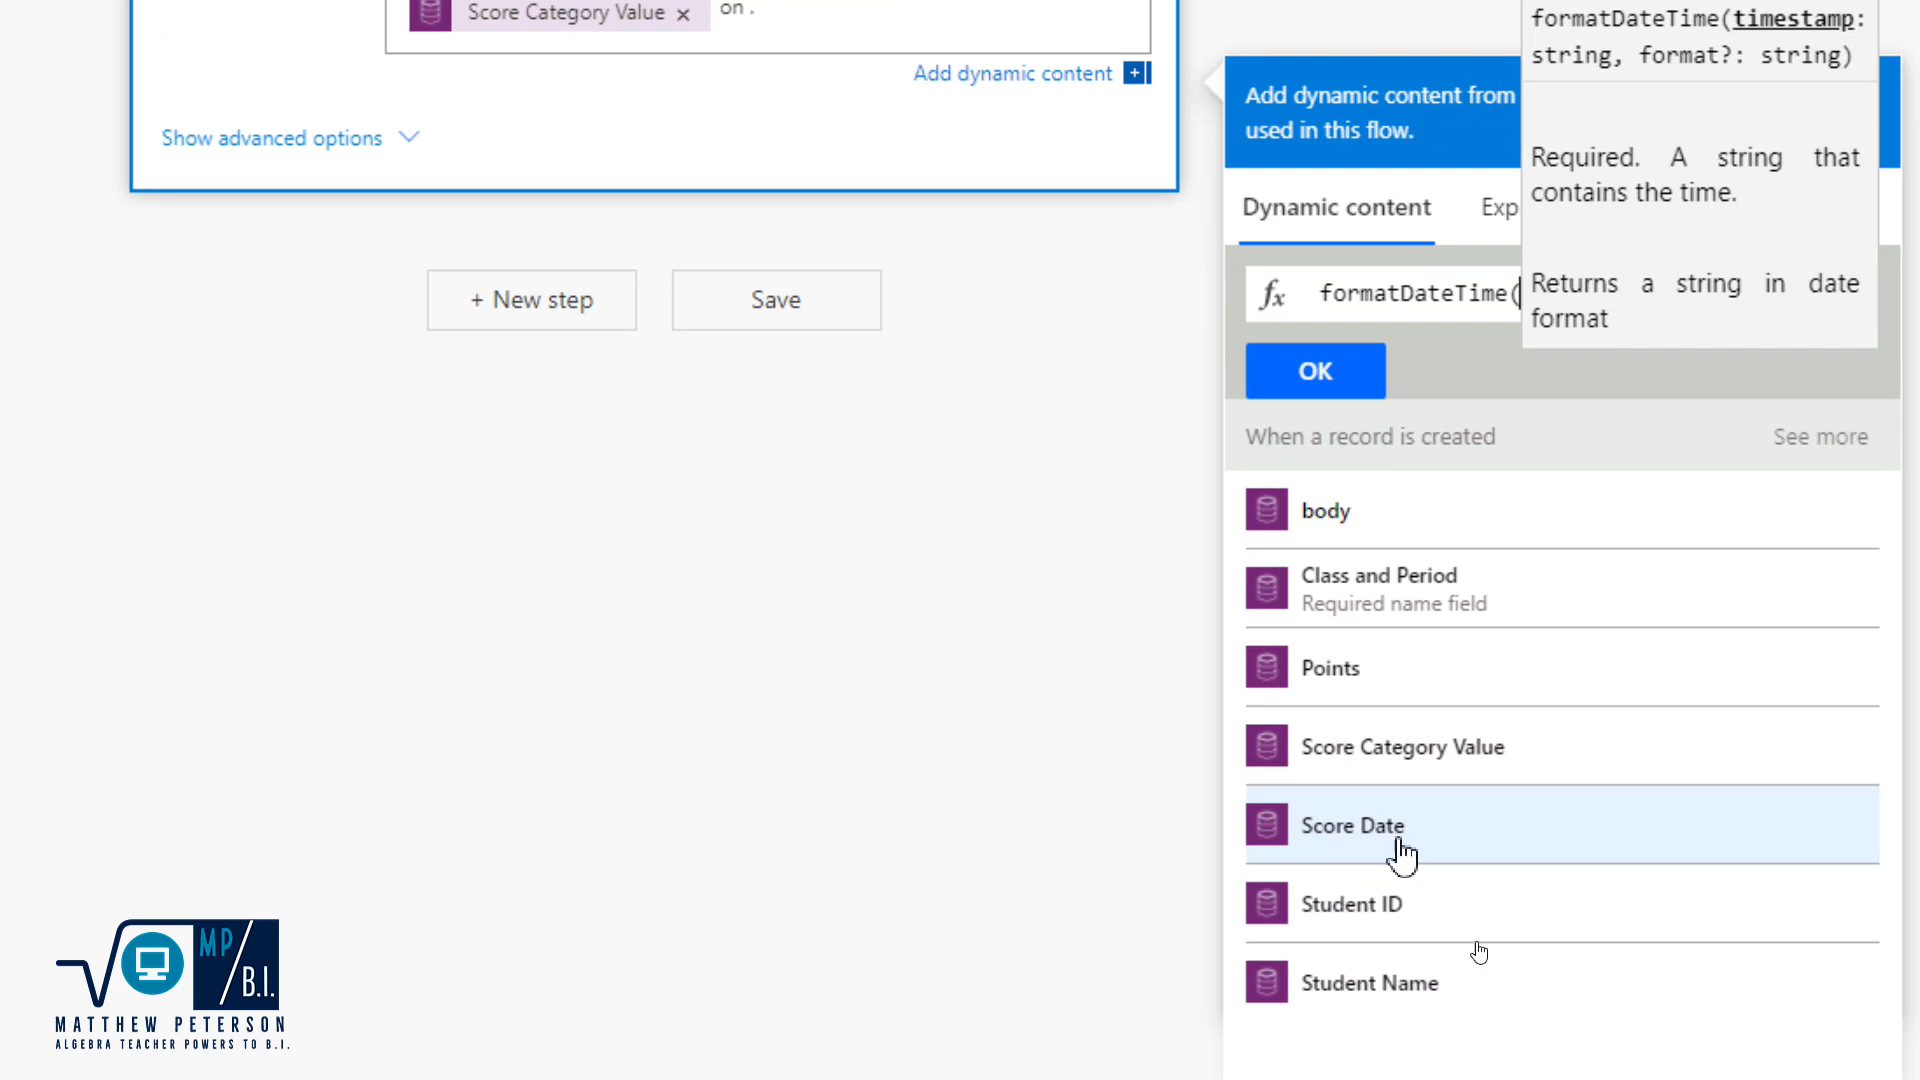 Score Category Value × on .
Add dynamic content +
Show advanced options
+ New step
Save
formatDateTime(timestamp:
string, format?: string)
Required. A string that
contains the time.
Returns a string in date
format
Add dynamic content from
used in this flow.
Dynamic content
Exp
fx formatDateTime(
OK
When a record is created
See more
body
Class and Period
Required name field
Points
Score Category Value
Score Date
Student ID
Student Name
MP/B.I.
MATTHEW PETERSON
ALGEBRA TEACHER POWERS TO B.I.